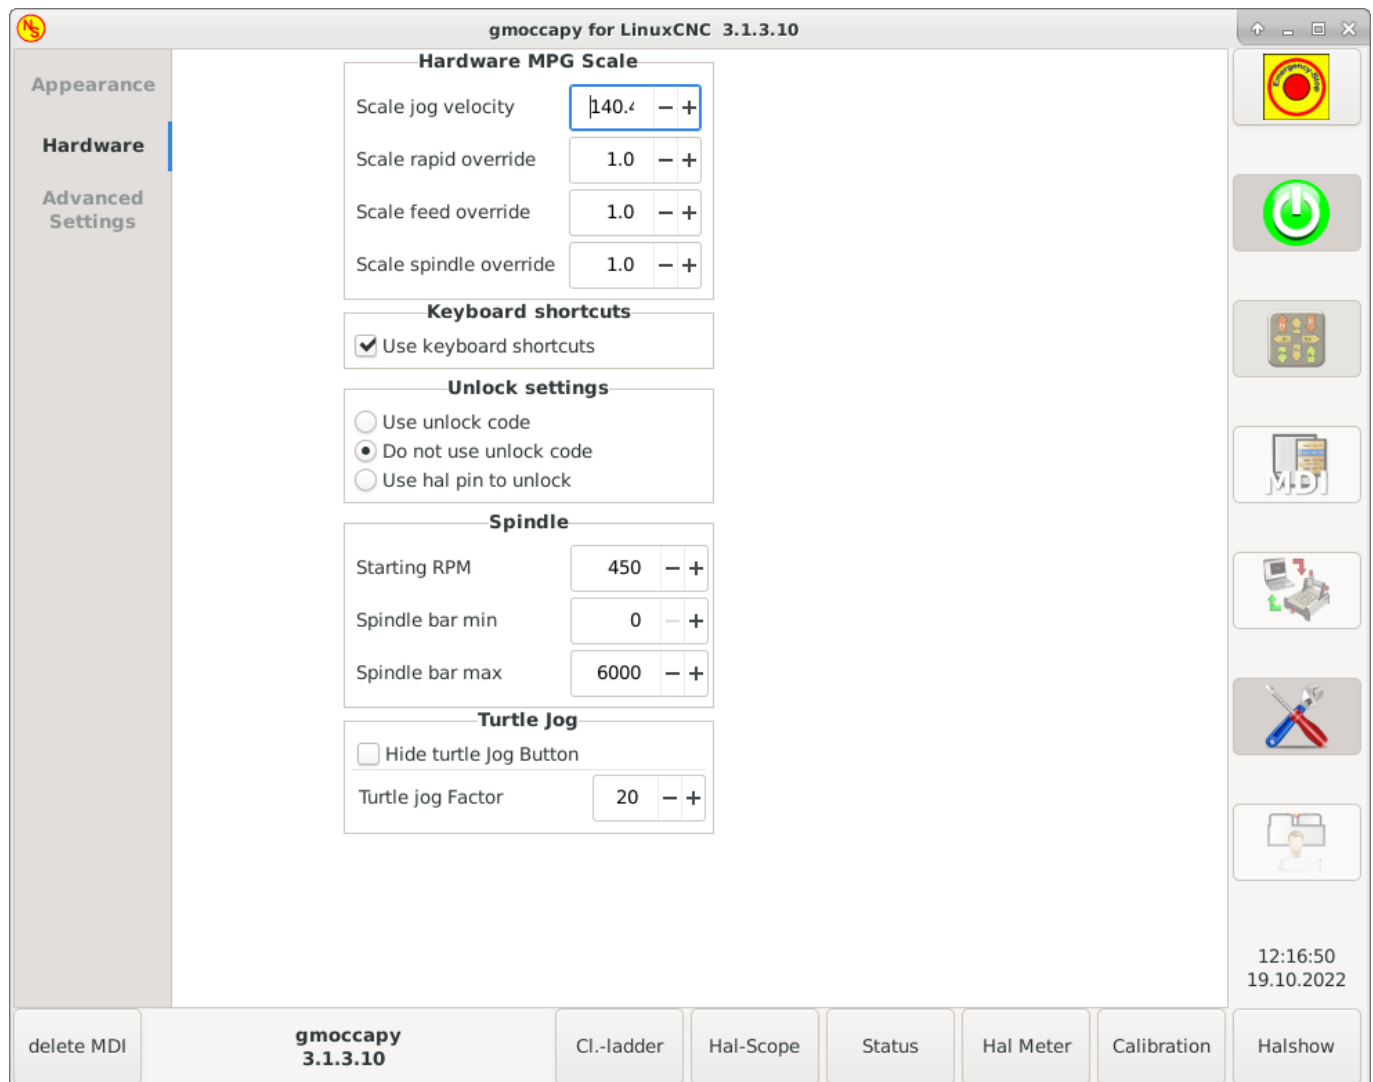 gmoccapy for LinuxCNC 3.1.3.10
Appearance
Hardware
Advanced
Settings
Hardware MPG Scale
Scale jog velocity
140.
Scale rapid override
1.0
Scale feed override
1.0
Scale spindle override
1.0
Keyboard shortcuts
Use keyboard shortcuts
Unlock settings
Use unlock code
Do not use unlock code
Use hal pin to unlock
Spindle
Starting RPM
450
Spindle bar min
0
Spindle bar max
6000
Turtle Jog
Hide turtle Jog Button
Turtle jog Factor
20
Emergency-Stop
MDI
12:16:50
19.10.2022
delete MDI
gmoccapy
3.1.3.10
Cl.-ladder
Hal-Scope
Status
Hal Meter
Calibration
Halshow